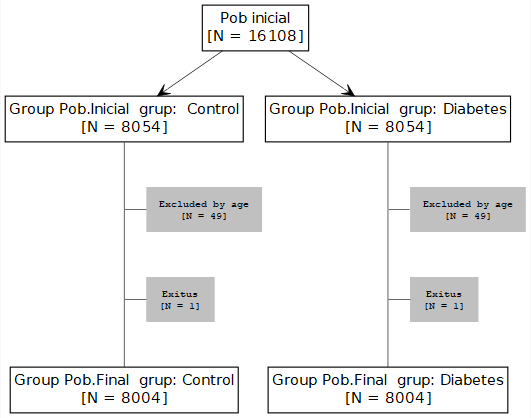 Pob inicial
[N = 16108]
Group Pob.Inicial grup: Control
[N = 8054]
Group Pob.Inicial grup: Diabetes
[N = 8054]
Excluded by age
[N = 49]
Excluded by age
[N = 49]
Exitus
[N = 1]
Exitus
[N = 1]
Group Pob.Final grup: Control
[N = 8004]
Group Pob.Final grup: Diabetes
[N = 8004]